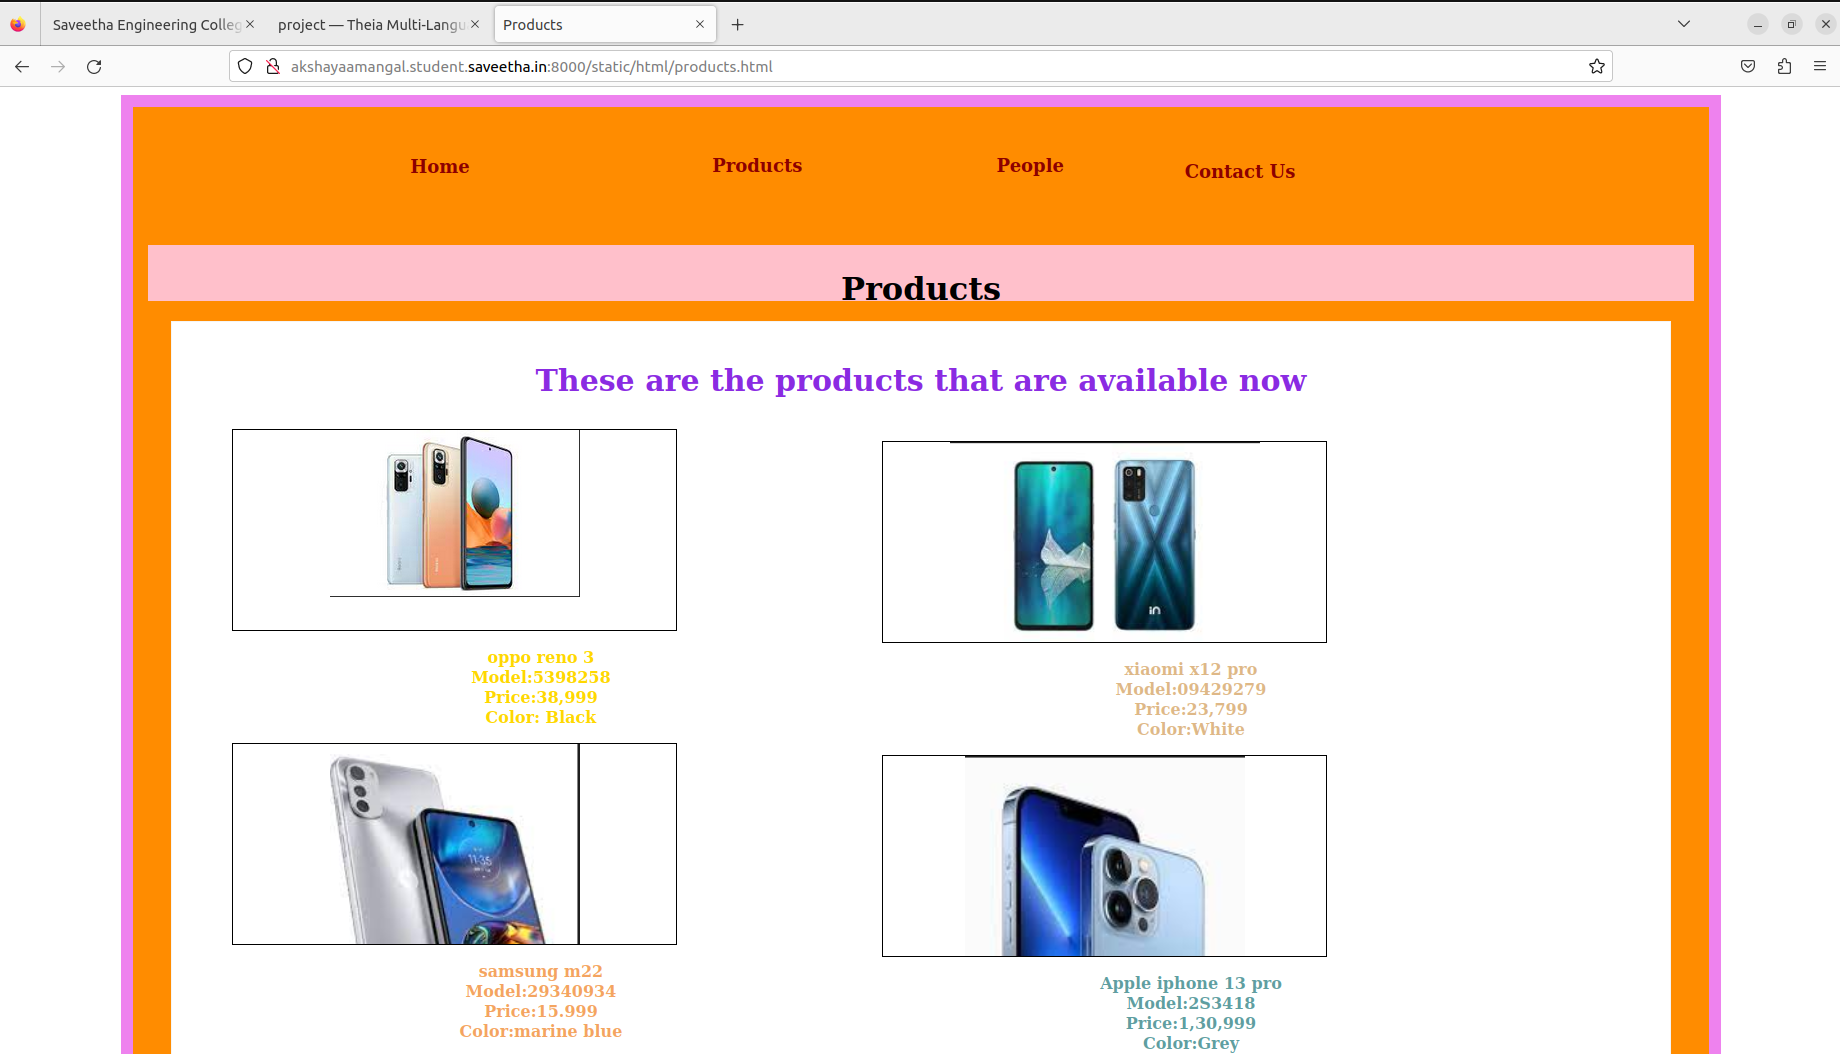 Saveetha Engineering Colleg
project — Theia Multi-Langu
Products
akshayaamangal.student.saveetha.in:8000/static/html/products.html
Home Products People Contact Us
Products
These are the products that are available now
in
oppo reno 3
Model:5398258
Price:38,999
Color: Black
xiaomi x12 pro
Model:09429279
Price:23,799
Color:White
11:35
samsung m22
Model:29340934
Price:15.999
Color:marine blue
Apple iphone 13 pro
Model:2S3418
Price:1,30,999
Color:Grey